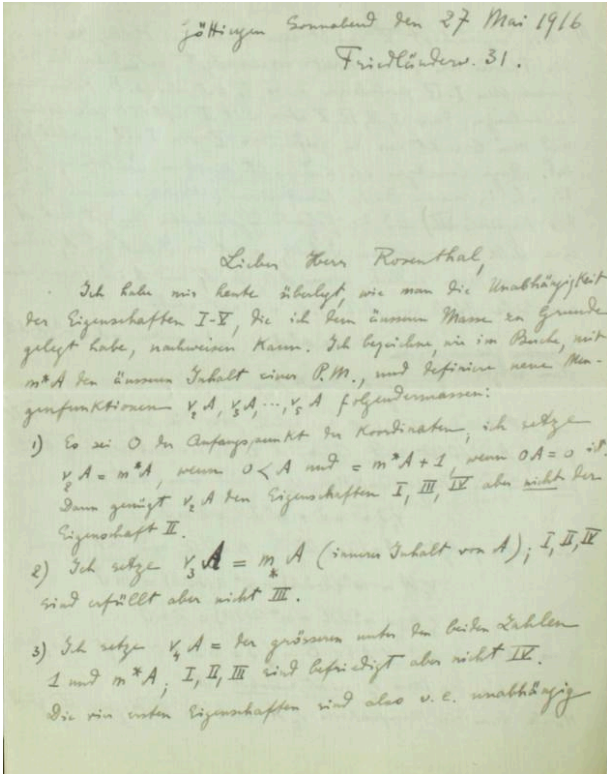 Göttingen Sonnabend den 27 Mai 1916
Friedländerw. 31.
Lieber Herr Rosenthal,
Ich habe mir heute überlegt, wie man die Unabhängigkeit
der Eigenschaften I-V, die ich dem äussern Masse zu Grunde
gelegt habe, nachweisen kann. Ich bezeichne, wie im Buche, mit
m*A den äusseren Inhalt einer P.M., und definiere neue Men-
genfunktionen ν₂A, ν₃A, ..., ν₅A folgendermassen:
1) Es sei O der Anfangspunkt der Koordinaten, ich setze
ν₂A = m*A, wenn O < A und = m*A + 1, wenn OA = 0 ist.
Dann genügt ν₂A den Eigenschaften I, III, IV aber nicht der
Eigenschaft II.
2) Ich setze ν₃A = m⁎A (innerer Inhalt von A); I, II, IV
sind erfüllt aber nicht III.
3) Ich setze ν₄A = der grösseren unter den beiden Zahlen
1 und m*A; I, II, III sind befriedigt aber nicht IV.
Die vier ersten Eigenschaften sind also v.e. unabhängig